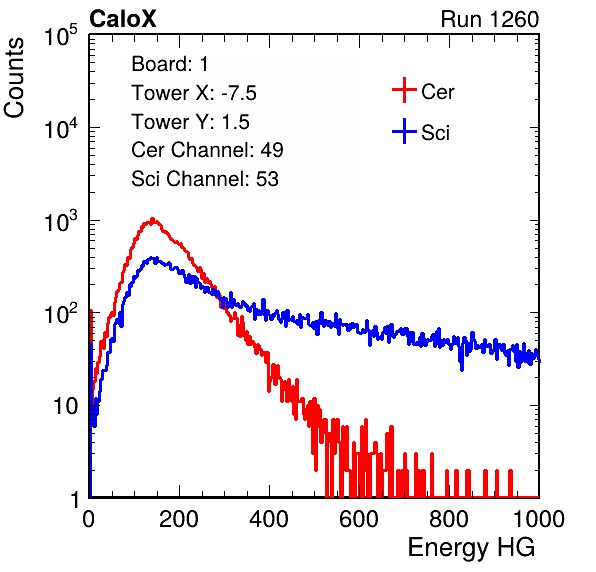 CaloX Run 1260
Counts
Board: 1
Tower X: -7.5
Tower Y: 1.5
Cer Channel: 49
Sci Channel: 53
Cer
Sci
10^5
10^4
10^3
10^2
10
1
0 200 400 600 800 1000
Energy HG